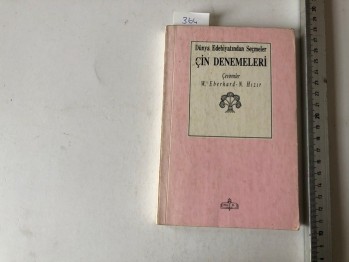 364
Dünya Edebiyatından Seçmeler
ÇİN DENEMELERİ
Çevirenler
W. Eberhard-N. Hızır